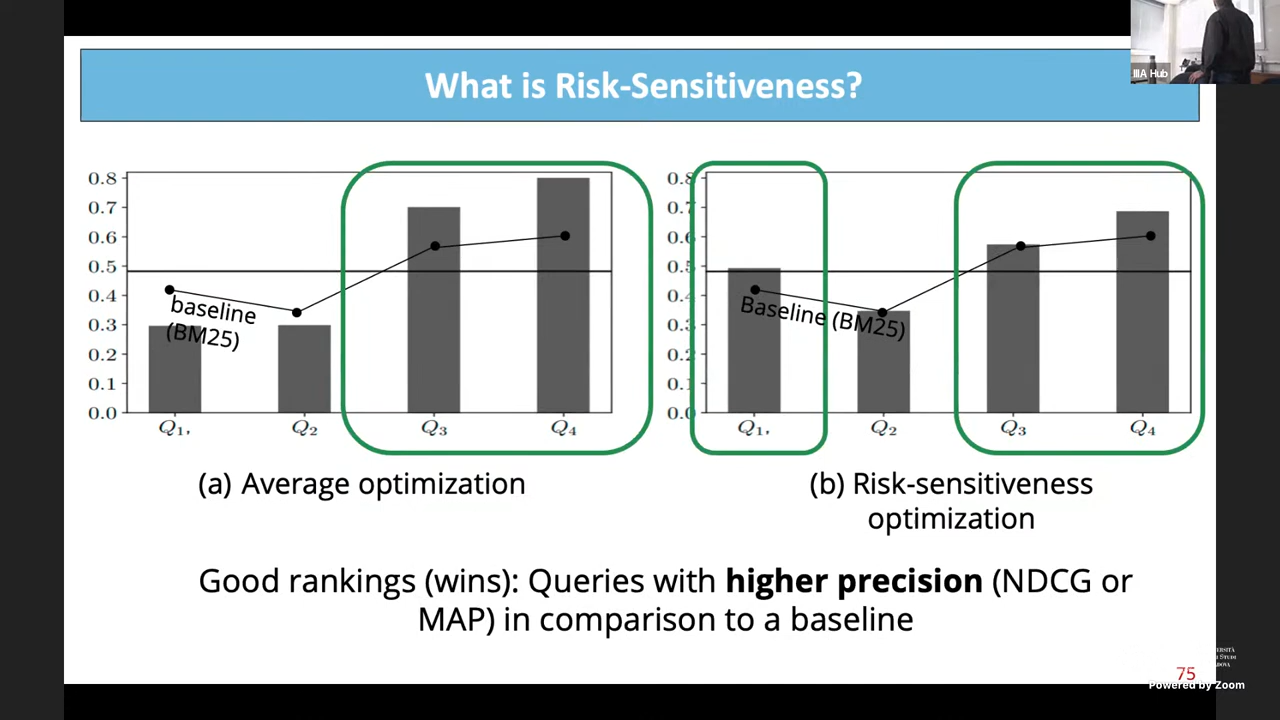 What is Risk-Sensitiveness?
IIIA Hub
0.8
0.7
0.6
0.5
0.4
0.3
0.2
0.1
0.0
baseline
(BM25)
Q1,
Q2
Q3
Q4
0.8
0.7
0.6
0.5
0.4
0.3
0.2
0.1
0.0
Baseline (BM25)
Q1,
Q2
Q3
Q4
(a) Average optimization
(b) Risk-sensitiveness
optimization
Good rankings (wins): Queries with higher precision (NDCG or
MAP) in comparison to a baseline
75
Powered by Zoom